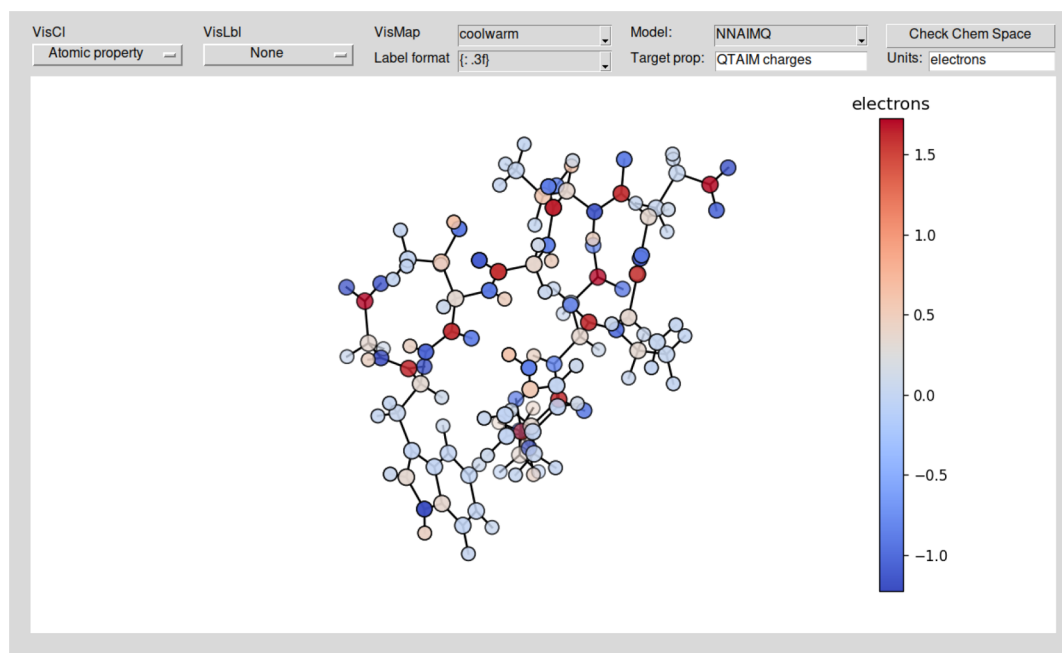 VisCl
VisLbl
VisMap
coolwarm
Model:
NNAIMQ
Check Chem Space
Atomic property
None
Label format
{: .3f}
Target prop:
QTAIM charges
Units:
electrons
electrons
1.5
1.0
0.5
0.0
−0.5
−1.0